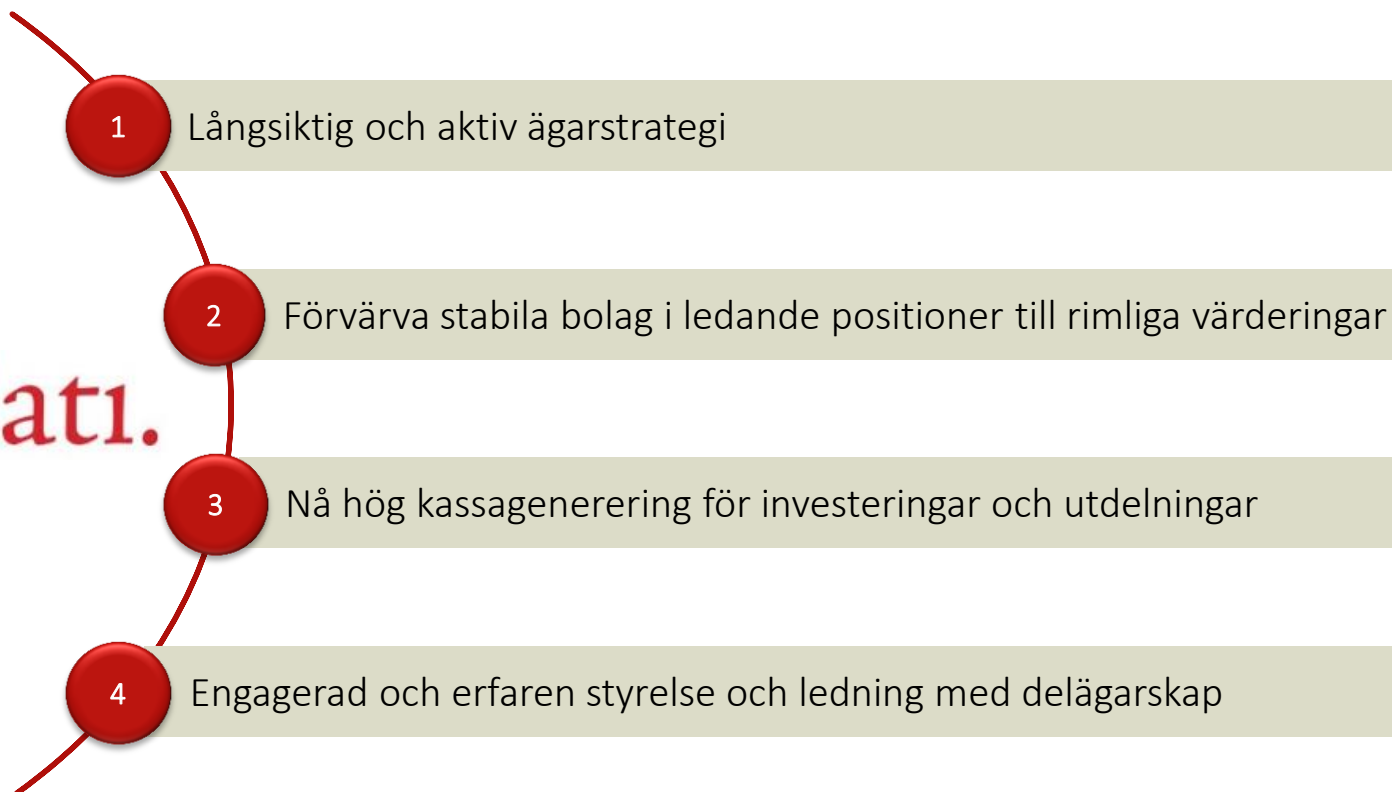 1 Långsiktig och aktiv ägarstrategi
2 Förvärva stabila bolag i ledande positioner till rimliga värderingar
atı.
3 Nå hög kassagenerering för investeringar och utdelningar
4 Engagerad och erfaren styrelse och ledning med delägarskap